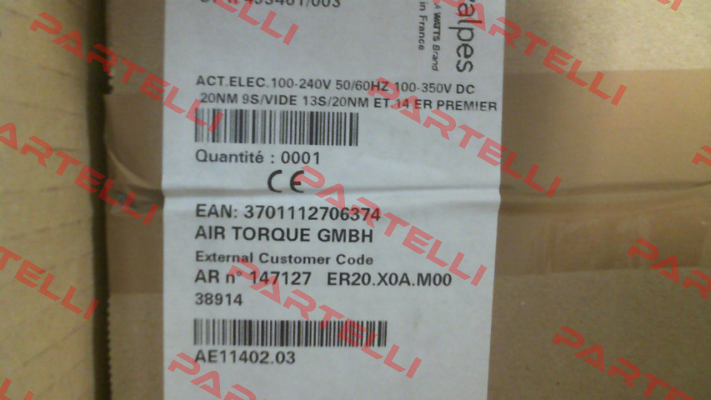 ACT.ELEC.100-240V 50/60HZ 100-350V DC
20NM 9S/VIDE 13S/20NM ET.14 ER PREMIER
Quantité : 0001
CE
EAN: 3701112706374
AIR TORQUE GMBH
External Customer Code
AR n° 147127 ER20.X0A.M00
38914
AE11402.03
alpes
A WATTS Brand
in France
PARTELLI
PARTELLI
PARTELLI
PARTELLI
PARTELLI
PARTELLI